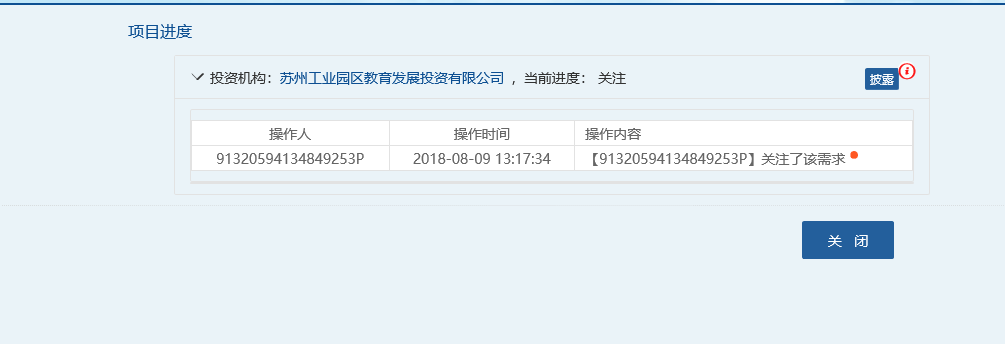 项目进度
投资机构：苏州工业园区教育发展投资有限公司 ，当前进度： 关注
披露
操作人 操作时间 操作内容
91320594134849253P 2018-08-09 13:17:34 【91320594134849253P】关注了该需求
关 闭